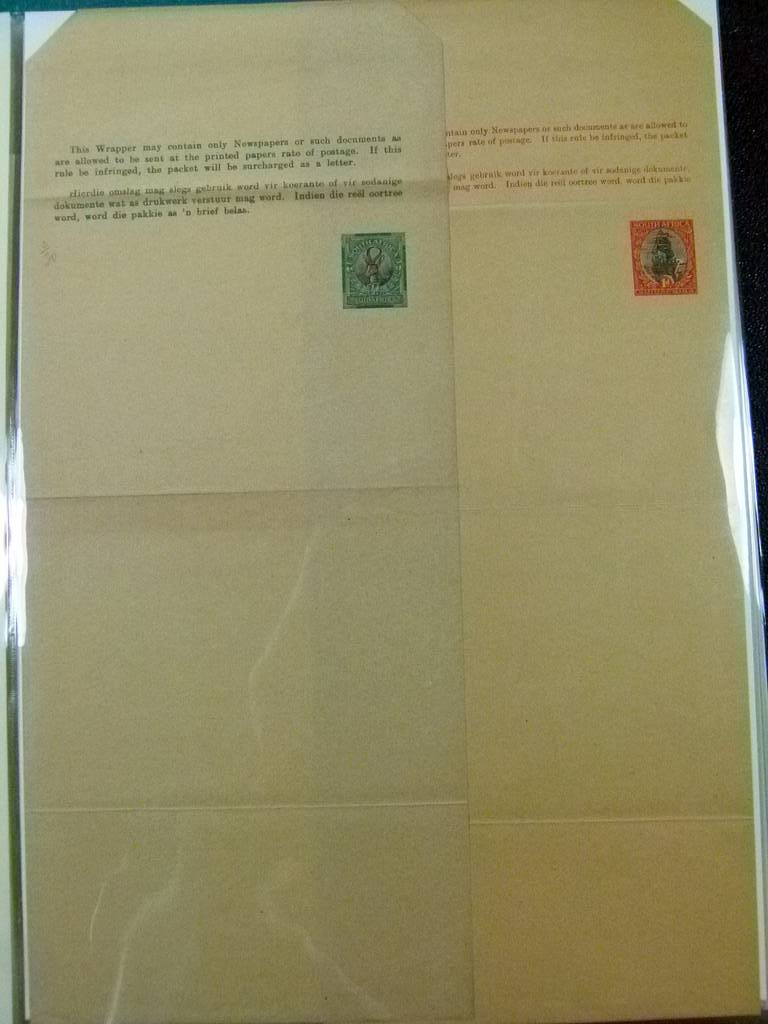 This Wrapper may contain only Newspapers or such documents as
are allowed to be sent at the printed papers rate of postage. If this
rule be infringed, the packet will be surcharged as a letter.
Hierdie omslag mag slegs gebruik word vir koerante of vir sodanige
dokumente wat as drukwerk verstuur mag word. Indien die reël oortree
word, word die pakkie as 'n brief belas.
SOUTH AFRICA
ntain only Newspapers or such documents as are allowed to
pers rate of postage. If this rule be infringed, the packet
ter.
slegs gebruik word vir koerante of vir sodanige dokumente,
mag word. Indien die reël oortree word, word die pakkie
SOUTH AFRICA
1D